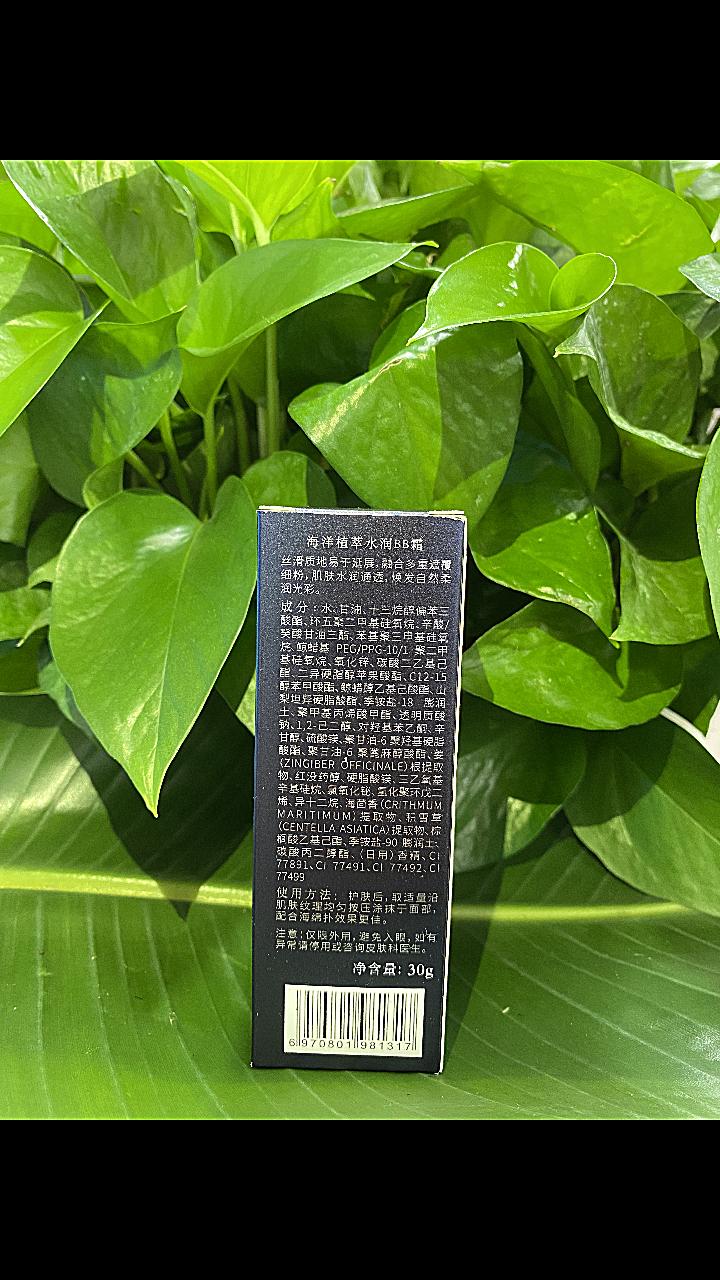 海洋植萃水润BB霜
丝滑质地易于延展,融合多重遮覆
细粉,肌肤水润通透,焕发自然柔
润光彩。
成分:水、甘油、十三烷醇偏苯三
酸酯、环五聚二甲基硅氧烷、辛酸/
癸酸甘油三酯、苯基聚三甲基硅氧
烷、鲸蜡基 PEG/PPG-10/1 聚二甲
基硅氧烷、氧化锌、碳酸二乙基己
酯、二异硬脂醇苹果酸酯、C12-15
醇苯甲酸酯、鲸蜡醇乙基己酸酯、山
梨坦异硬脂酸酯、季铵盐-18 膨润
土、聚甲基丙烯酸甲酯、透明质酸
钠、1,2-己二醇、对羟基苯乙酮、辛
甘醇、硫酸镁、聚甘油-6 聚羟基硬脂
酸酯、聚甘油-6 聚蓖麻醇酸酯、姜
(ZINGIBER OFFICINALE)根提取
物、红没药醇、硬脂酸镁、三乙氧基
辛基硅烷、氯氧化铋、氢化聚环戊二
烯、异十二烷、海茴香(CRITHMUM
MARITIMUM)提取物、积雪草
(CENTELLA ASIATICA)提取物、棕
榈酸乙基己酯、季铵盐-90 膨润土、
碳酸丙二醇酯、(日用)香精、CI
77891、CI 77491、CI 77492、CI
77499
使用方法:护肤后,取适量沿
肌肤纹理均匀按压涂抹于面部,
配合海绵扑效果更佳。
注意:仅限外用,避免入眼,如有
异常请停用或咨询皮肤科医生。
净含量: 30g
6 970801 981317